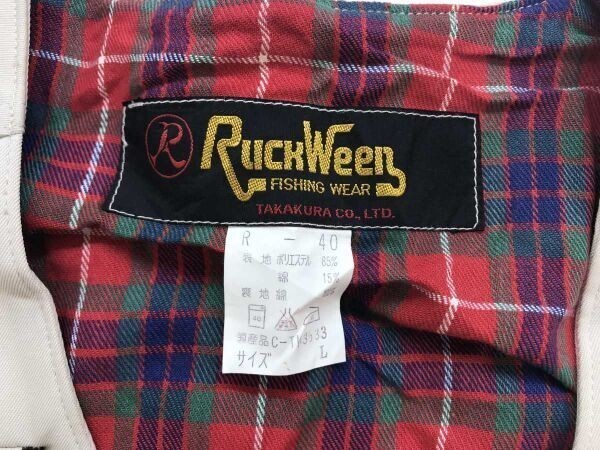 R
RuckWeen
FISHING WEAR
TAKAKURA CO., LTD.
R - 40
表地 ポリエステル 85%
綿 15%
裏地 綿
40
サイズ L